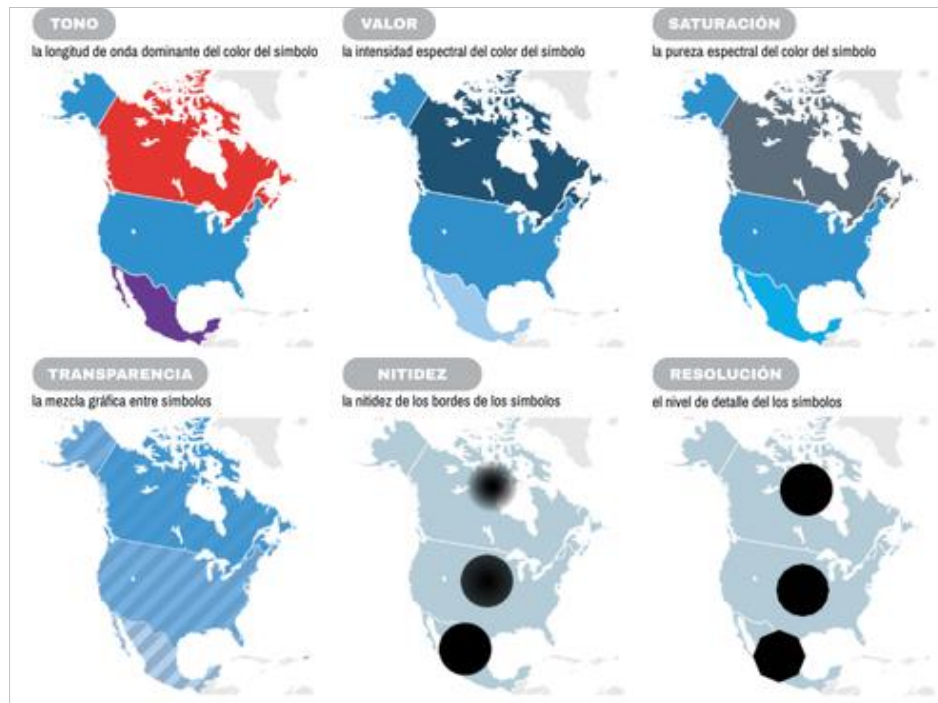 TONO
la longitud de onda dominante del color del símbolo
VALOR
la intensidad espectral del color del símbolo
SATURACIÓN
la pureza espectral del color del símbolo
TRANSPARENCIA
la mezcla gráfica entre símbolos
NITIDEZ
la nitidez de los bordes de los símbolos
RESOLUCIÓN
el nivel de detalle del los símbolos